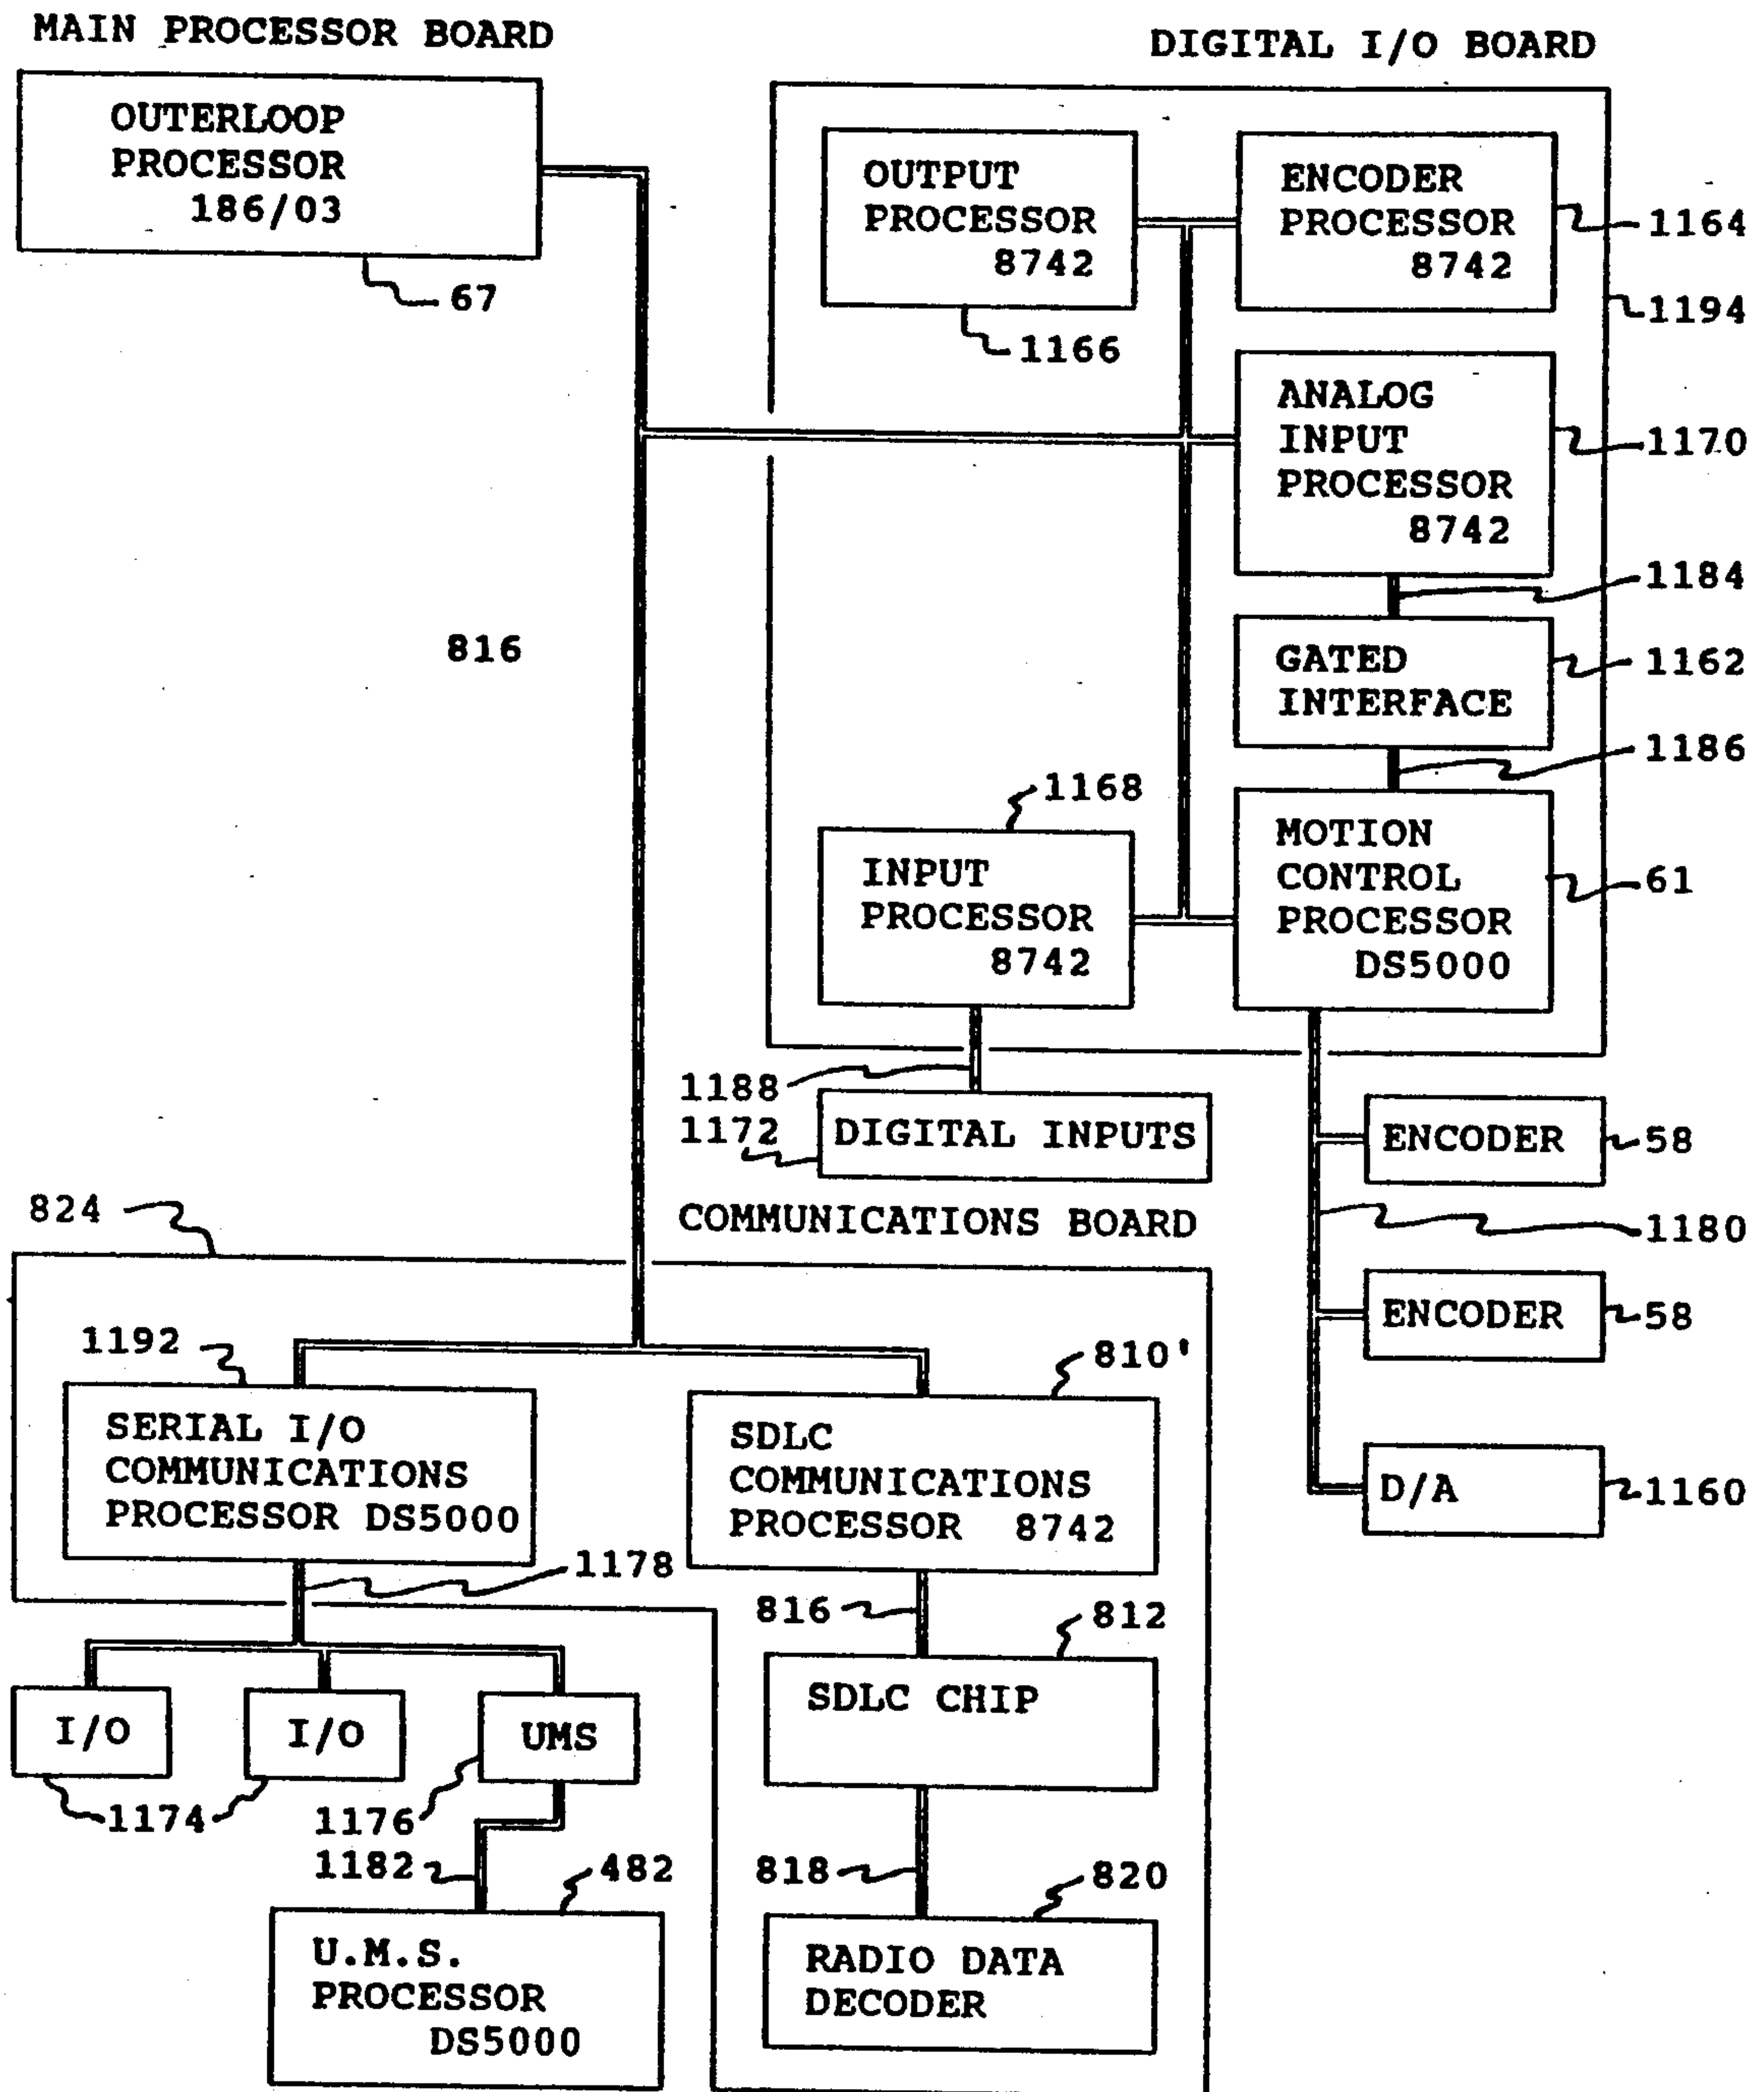 MAIN PROCESSOR BOARD
DIGITAL I/O BOARD
OUTERLOOP
PROCESSOR
186/03
67
OUTPUT
PROCESSOR
8742
1166
ENCODER
PROCESSOR
8742
1164
1194
ANALOG
INPUT
PROCESSOR
8742
1170
1184
816
GATED
INTERFACE
1162
1186
1168
INPUT
PROCESSOR
8742
MOTION
CONTROL
PROCESSOR
DS5000
61
1188
1172
DIGITAL INPUTS
ENCODER
58
824
COMMUNICATIONS BOARD
1180
ENCODER
58
1192
810'
SERIAL I/O
COMMUNICATIONS
PROCESSOR DS5000
SDLC
COMMUNICATIONS
PROCESSOR 8742
D/A
1160
1178
816
812
I/O
I/O
UMS
SDLC CHIP
1174
1176
1182
482
818
820
U.M.S.
PROCESSOR
DS5000
RADIO DATA
DECODER